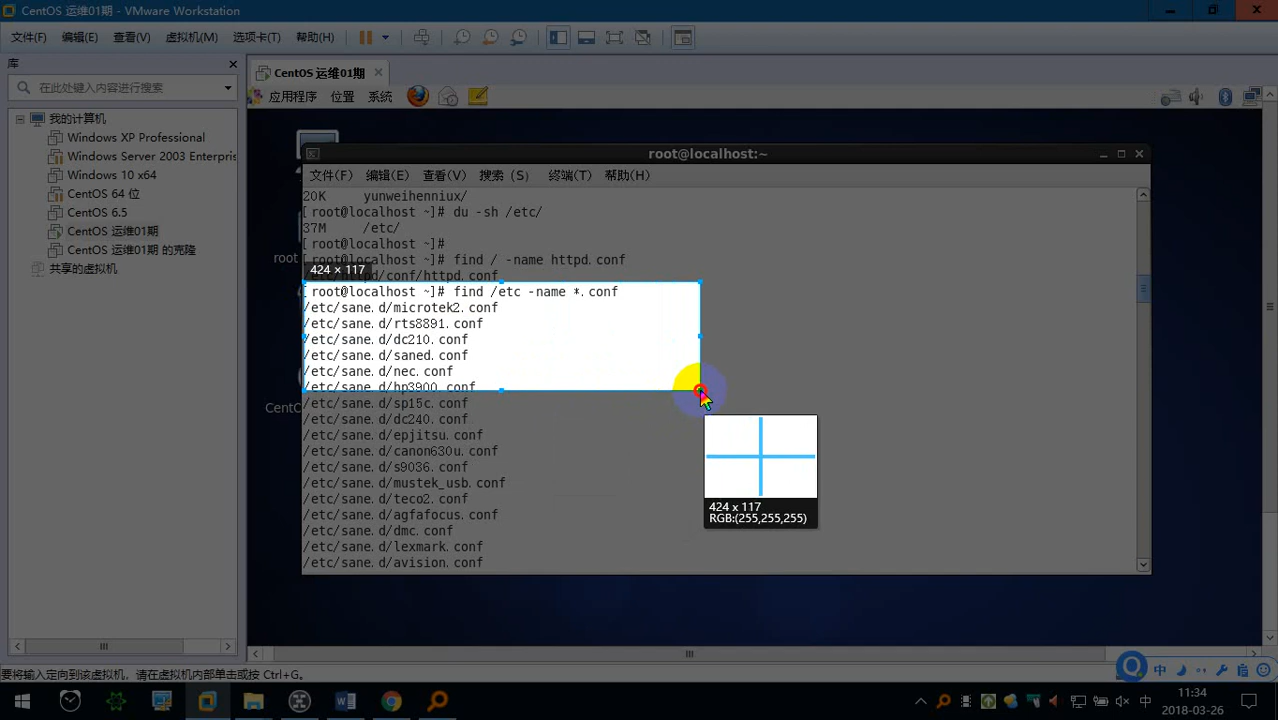 CentOS 运维01期 - VMware Workstation
文件(F) 编辑(E) 查看(V) 虚拟机(M) 选项卡(T) 帮助(H)
库
在此处键入内容进行搜索
我的计算机
Windows XP Professional
Windows Server 2003 Enterpris
Windows 10 x64
CentOS 64 位
CentOS 6.5
CentOS 运维01期
CentOS 运维01期 的克隆
共享的虚拟机
CentOS 运维01期
应用程序 位置 系统
root
CentC
root@localhost:~
文件(F) 编辑(E) 查看(V) 搜索 (S) 终端(T) 帮助(H)
20K yunweihenniux/
[root@localhost ~]# du -sh /etc/
37M /etc/
[root@localhost ~]#
[root@localhost ~]# find / -name httpd.conf
424 × 117
/etc/httpd/conf/httpd.conf
[root@localhost ~]# find /etc -name *.conf
/etc/sane.d/microtek2.conf
/etc/sane.d/rts8891.conf
/etc/sane.d/dc210.conf
/etc/sane.d/saned.conf
/etc/sane.d/nec.conf
/etc/sane.d/hp3900.conf
/etc/sane.d/sp15c.conf
/etc/sane.d/dc240.conf
/etc/sane.d/epjitsu.conf
/etc/sane.d/canon630u.conf
/etc/sane.d/s9036.conf
/etc/sane.d/mustek_usb.conf
/etc/sane.d/teco2.conf
/etc/sane.d/agfafocus.conf
/etc/sane.d/dmc.conf
/etc/sane.d/lexmark.conf
/etc/sane.d/avision.conf
424 x 117
RGB:(255,255,255)
要将输入定向到该虚拟机，请在虚拟机内部单击或按 Ctrl+G。
中
中
11:34
2018-03-26